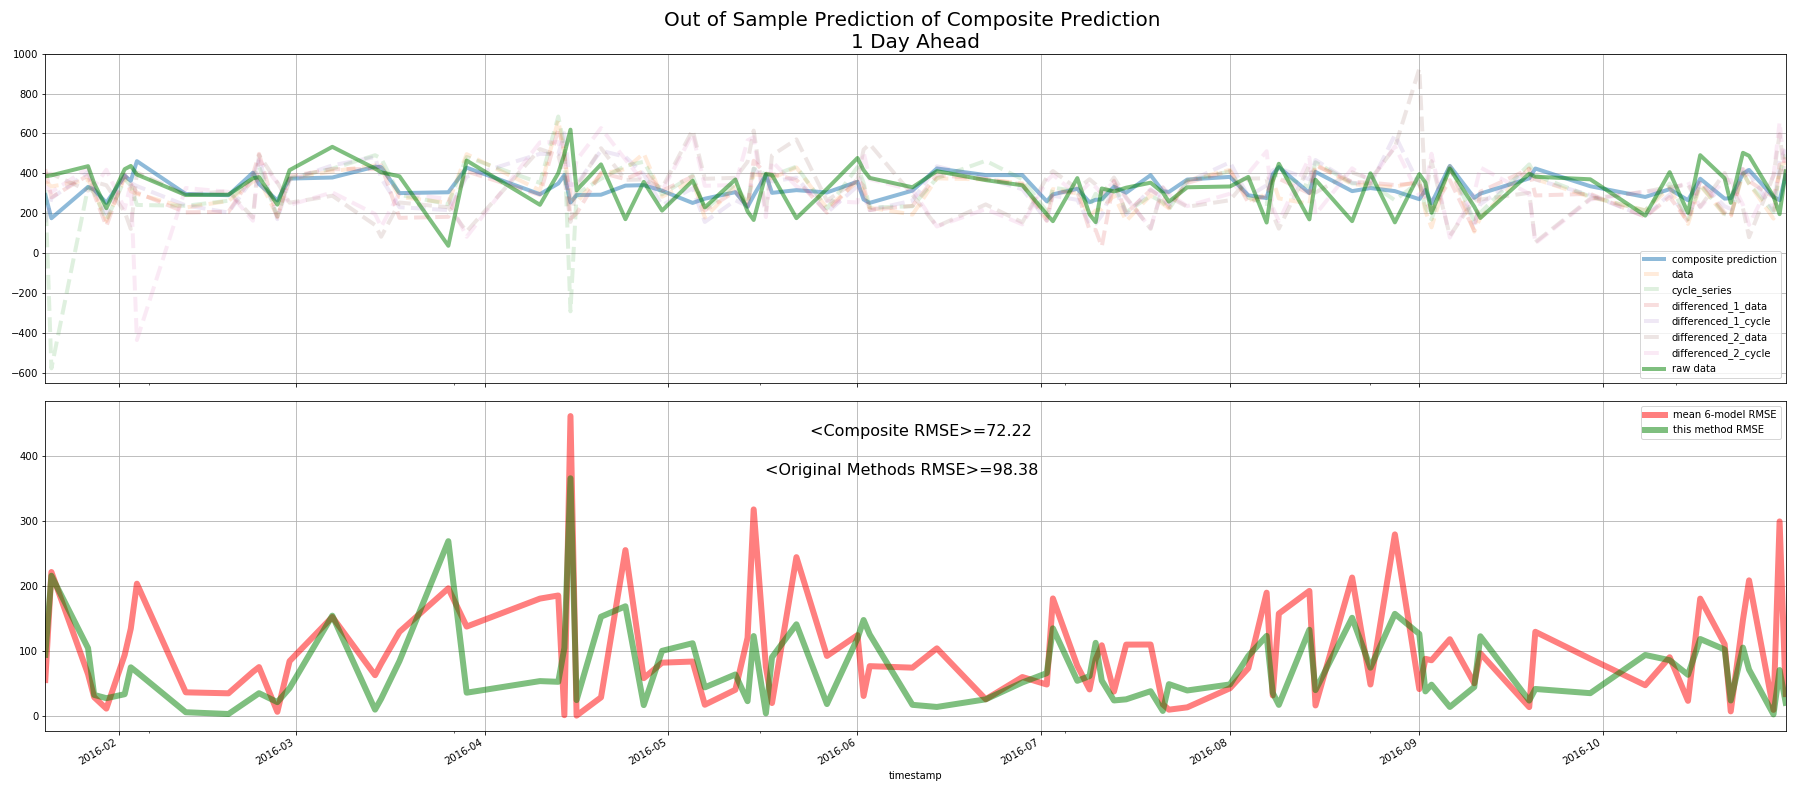 Out of Sample Prediction of Composite Prediction
1 Day Ahead
1000
800
600
400
200
0
−200
−400
−600
composite prediction
data
cycle_series
differenced_1_data
differenced_1_cycle
differenced_2_data
differenced_2_cycle
raw data
400
300
200
100
0
<Composite RMSE>=72.22
<Original Methods RMSE>=98.38
mean 6-model RMSE
this method RMSE
2016-02
2016-03
2016-04
2016-05
2016-06
2016-07
2016-08
2016-09
2016-10
timestamp